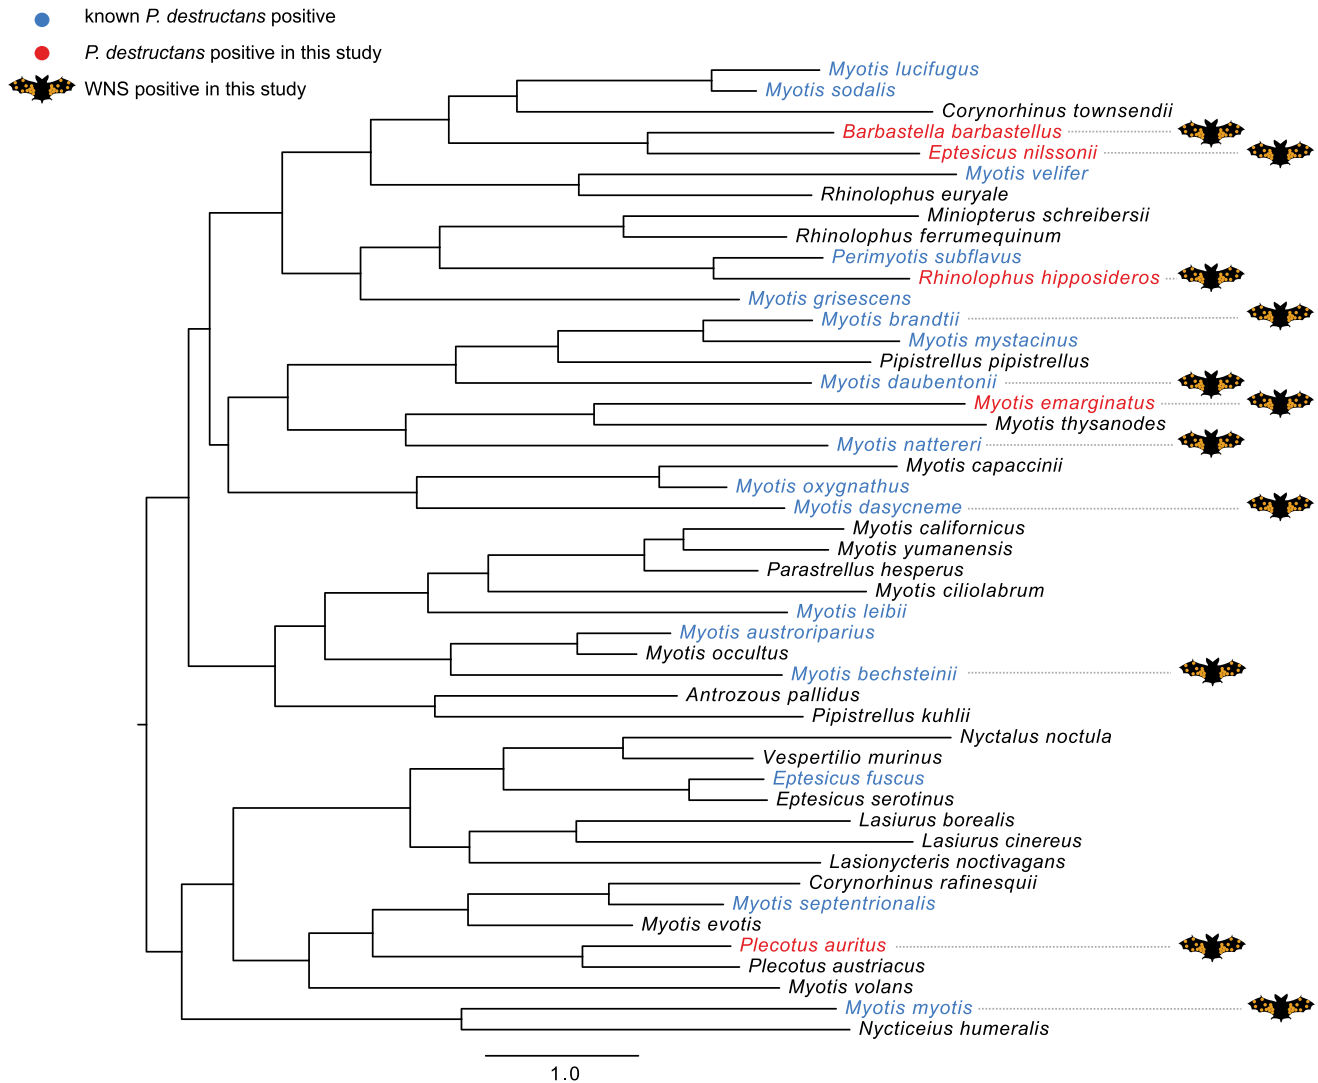 known P. destructans positive
P. destructans positive in this study
WNS positive in this study
Myotis lucifugus
Myotis sodalis
Corynorhinus townsendii
Barbastella barbastellus
Eptesicus nilssonii
Myotis velifer
Rhinolophus euryale
Miniopterus schreibersii
Rhinolophus ferrumequinum
Perimyotis subflavus
Rhinolophus hipposideros
Myotis grisescens
Myotis brandtii
Myotis mystacinus
Pipistrellus pipistrellus
Myotis daubentonii
Myotis emarginatus
Myotis thysanodes
Myotis nattereri
Myotis capaccinii
Myotis oxygnathus
Myotis dasycneme
Myotis californicus
Myotis yumanensis
Parastrellus hesperus
Myotis ciliolabrum
Myotis leibii
Myotis austroriparius
Myotis occultus
Myotis bechsteinii
Antrozous pallidus
Pipistrellus kuhlii
Nyctalus noctula
Vespertilio murinus
Eptesicus fuscus
Eptesicus serotinus
Lasiurus borealis
Lasiurus cinereus
Lasionycteris noctivagans
Corynorhinus rafinesquii
Myotis septentrionalis
Myotis evotis
Plecotus auritus
Plecotus austriacus
Myotis volans
Myotis myotis
Nycticeius humeralis
1.0